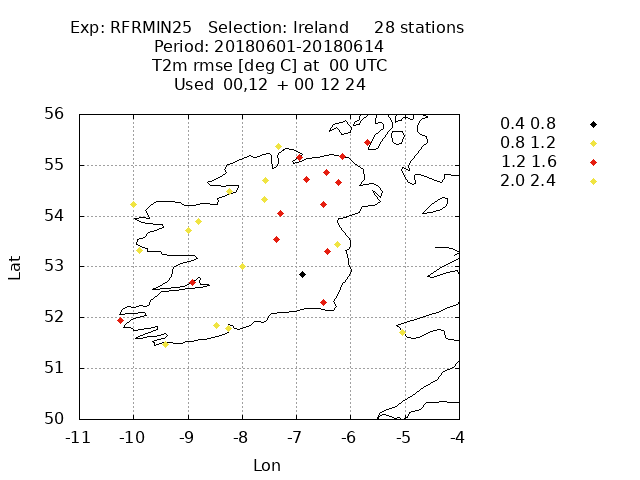 Exp: RFRMIN25 Selection: Ireland 28 stations
Period: 20180601-20180614
T2m rmse [deg C] at 00 UTC
Used 00,12 + 00 12 24
56
55
54
53
52
51
50
Lat
-11 -10 -9 -8 -7 -6 -5 -4
Lon
0.4 0.8
0.8 1.2
1.2 1.6
2.0 2.4